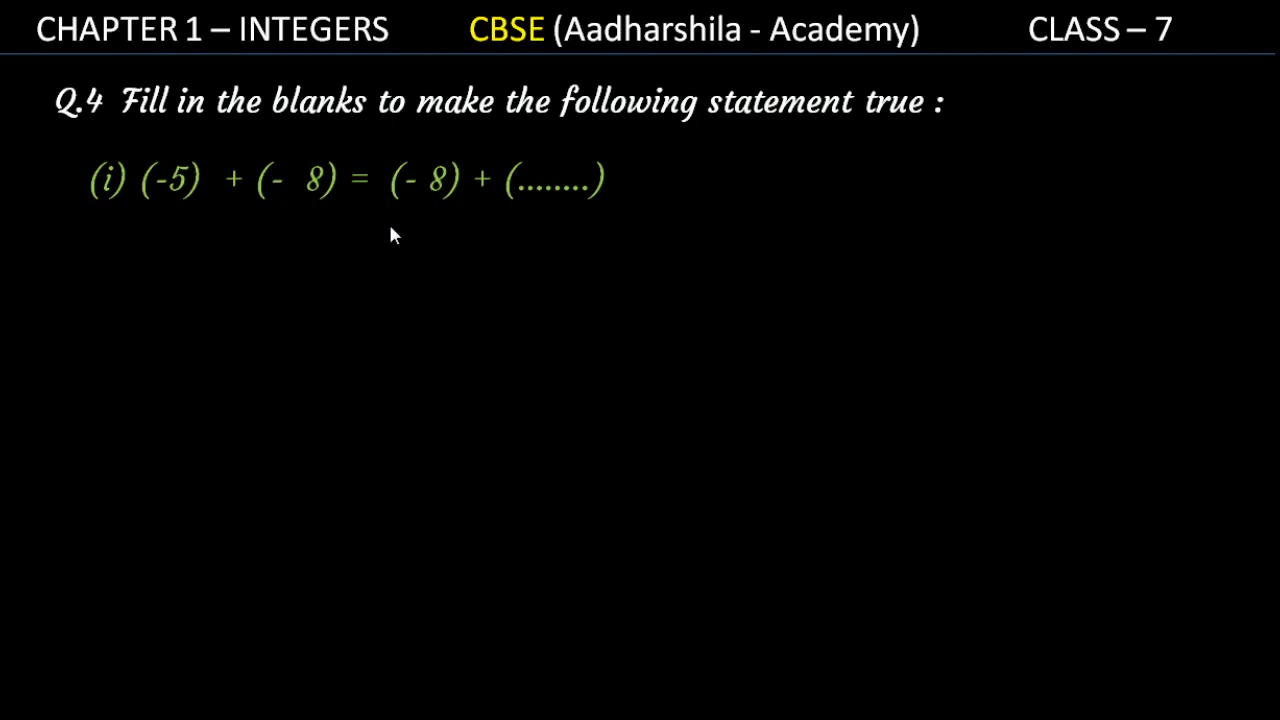 CHAPTER 1 – INTEGERS CBSE (Aadharshila - Academy) CLASS – 7
Q.4 Fill in the blanks to make the following statement true :
(i) (-5) + (- 8) = (- 8) + (........)